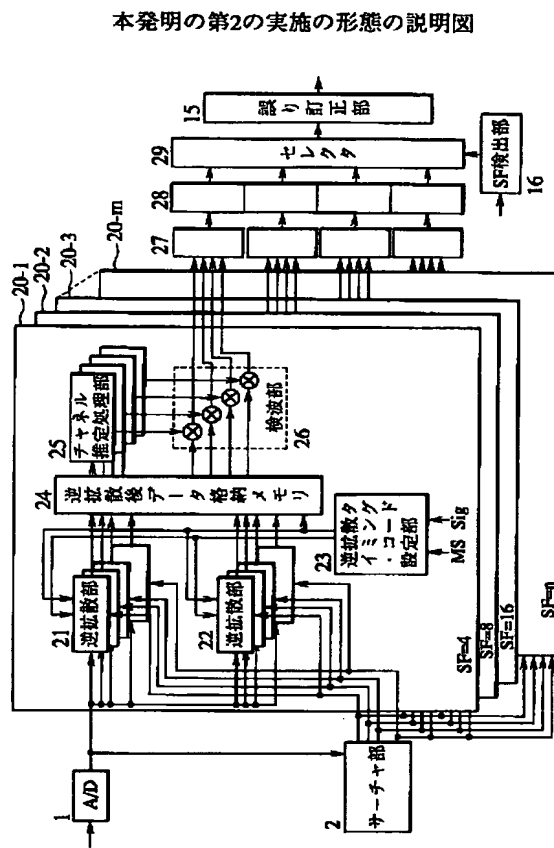 本発明の第2の実施の形態の説明図
1
A/D
2
サーチャ部
20-1
20-2
20-3
20-m
21
逆拡散部
22
逆拡散部
23
逆拡散タ
イミング
・コード
設定部
MS Sig
24
逆拡散後データ格納メモリ
25
チャネル
推定処理部
検波部
26
27
28
29
セレクタ
15
誤り訂正部
SF検出部
16
SF=4
SF=8
SF=16
SF=n